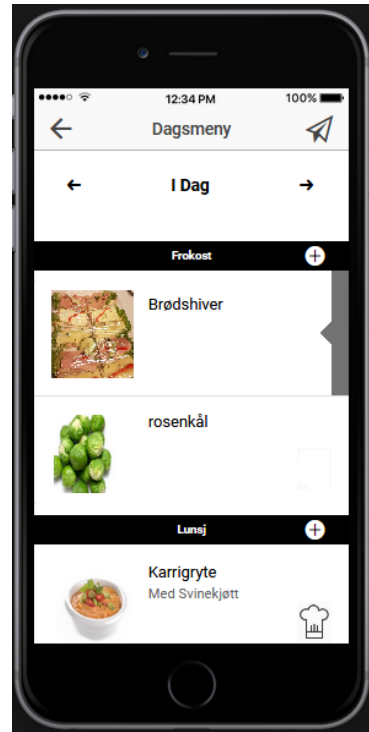 12:34 PM
100%
Dagsmeny
I Dag
Frokost
Brødshiver
rosenkål
Lunsj
Karrigryte
Med Svinekjøtt